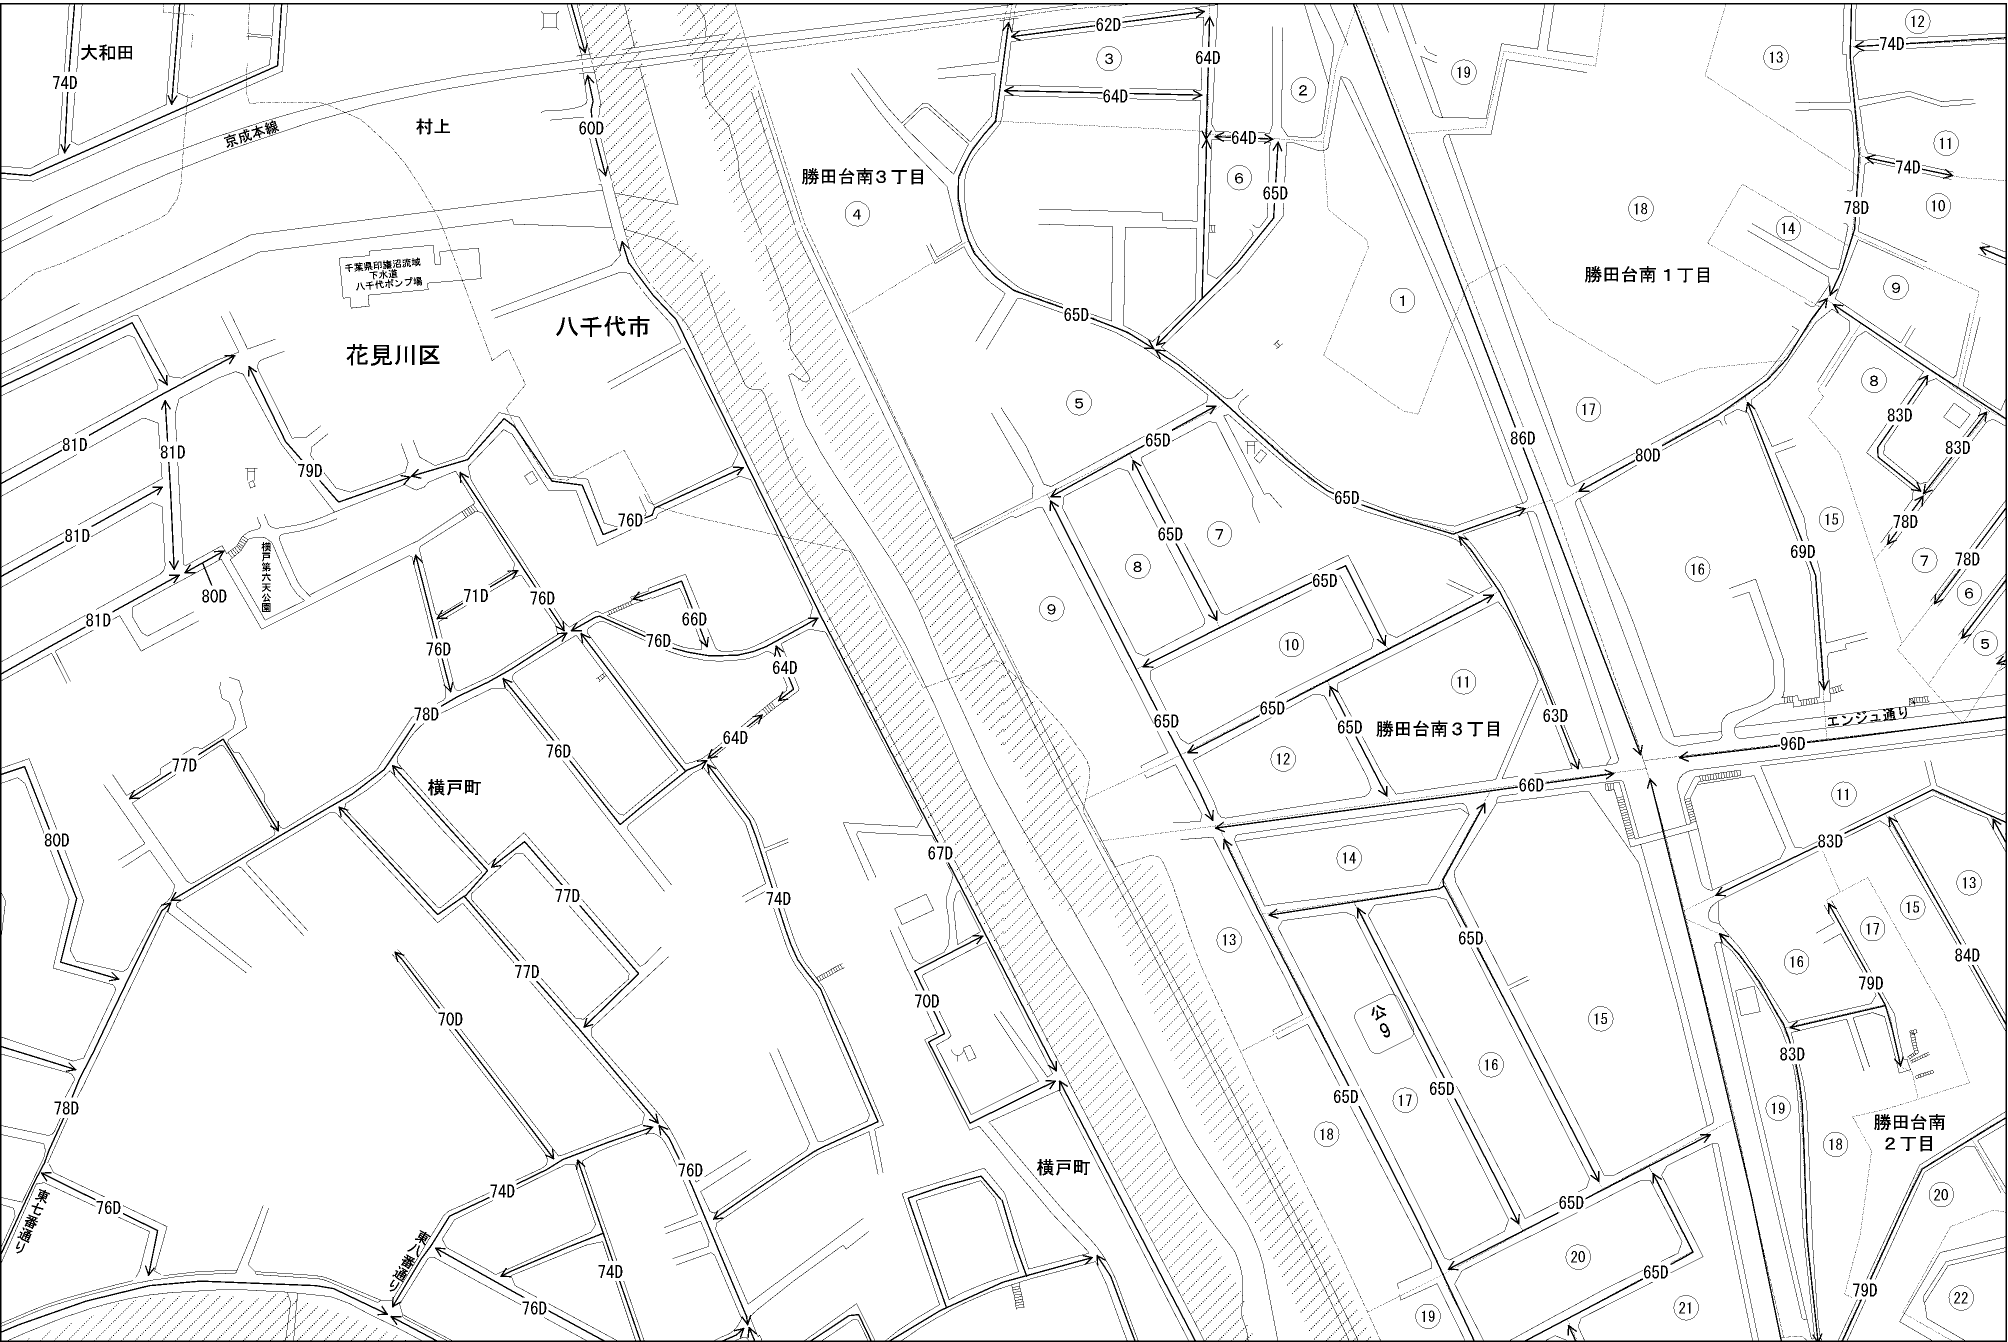 大和田
74D
京成本線
村上
60D
62D
64D
③
64D
64D
②
⑲
⑬
⑫
74D
⑪
74D
⑩
78D
⑭
⑱
勝田台南３丁目
④
⑥
65D
千葉県印旛沼流域
下水道
八千代ポンプ場
花見川区
八千代市
65D
①
勝田台南１丁目
⑨
⑧
83D
83D
81D
81D
79D
⑤
65D
86D
⑰
80D
81D
横戸第六天公園
76D
65D
65D
⑦
⑮
78D
69D
⑯
78D
⑦
⑥
⑤
80D
71D
76D
81D
76D
66D
76D
64D
⑧
65D
⑨
⑩
⑪
78D
76D
64D
65D
65D
65D
63D
勝田台南３丁目
エンジュ通り
96D
77D
横戸町
⑫
66D
⑪
80D
67D
83D
⑭
⑬
77D
74D
⑬
65D
⑮
⑰
84D
77D
⑯
79D
70D
70D
公
9
⑮
83D
78D
⑯
65D
⑰
65D
⑱
⑲
⑱
勝田台南
２丁目
76D
横戸町
東七番通り
76D
74D
65D
⑳
東八番通り
74D
⑳
65D
79D
76D
⑲
㉑
㉒